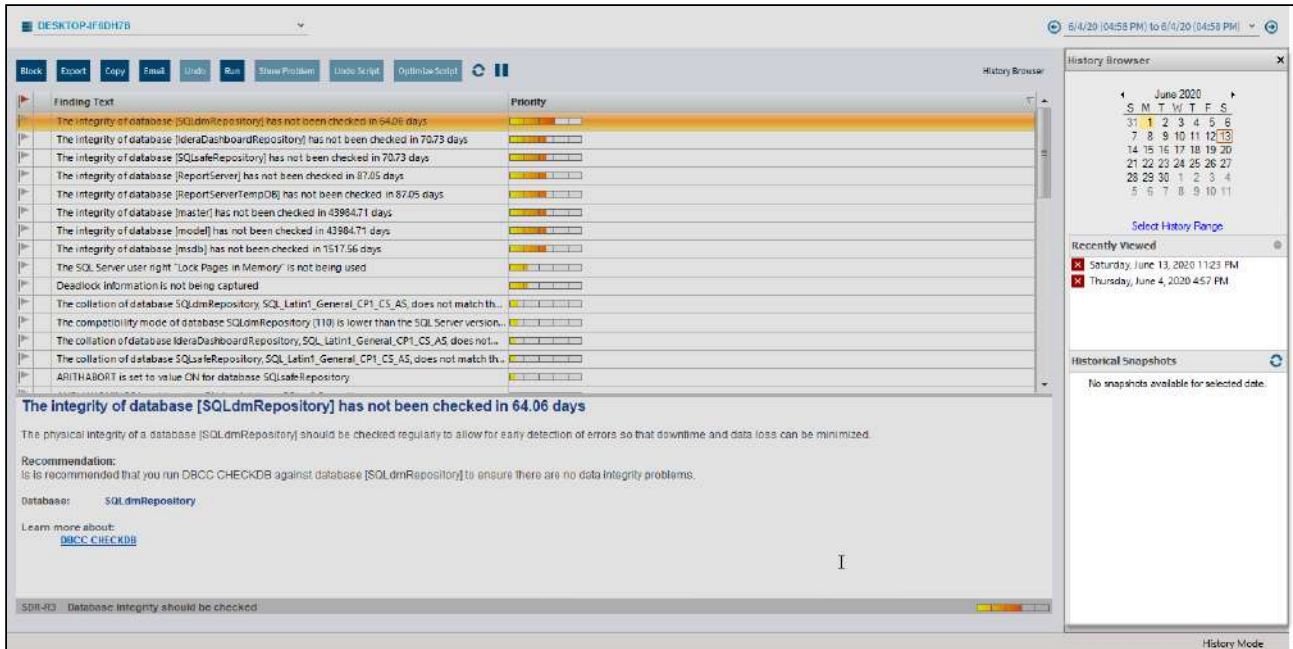 DESKTOP-IF6DH7B
6/4/20 (04:58 PM) to 6/4/20 (04:58 PM)
Block Export Copy Email Undo Run Show Problem Undo Script Optimize Script History Browser
Finding Text Priority
The integrity of database [SQLdmRepository] has not been checked in 64.06 days
The integrity of database [IderaDashboardRepository] has not been checked in 70.73 days
The integrity of database [SQLsafeRepository] has not been checked in 70.73 days
The integrity of database [ReportServer] has not been checked in 87.05 days
The integrity of database [ReportServerTempDB] has not been checked in 87.05 days
The integrity of database [master] has not been checked in 43984.71 days
The integrity of database [model] has not been checked in 43984.71 days
The integrity of database [msdb] has not been checked in 1517.56 days
The SQL Server user right "Lock Pages in Memory" is not being used
Deadlock information is not being captured
The collation of database SQLdmRepository, SQL_Latin1_General_CP1_CS_AS, does not match th...
The compatibility mode of database SQLdmRepository (110) is lower than the SQL Server version...
The collation of database IderaDashboardRepository, SQL_Latin1_General_CP1_CS_AS, does not...
The collation of database SQLsafeRepository, SQL_Latin1_General_CP1_CS_AS, does not match th...
ARITHABORT is set to value ON for database SQLsafeRepository
The integrity of database [SQLdmRepository] has not been checked in 64.06 days
The physical integrity of a database [SQLdmRepository] should be checked regularly to allow for early detection of errors so that downtime and data loss can be minimized.
Recommendation:
Is is recommended that you run DBCC CHECKDB against database [SQLdmRepository] to ensure there are no data integrity problems.
Database: SQLdmRepository
Learn more about:
DBCC CHECKDB
SDR-R3 Database integrity should be checked
History Browser
June 2020
S M T W T F S
31 1 2 3 4 5 6
7 8 9 10 11 12 13
14 15 16 17 18 19 20
21 22 23 24 25 26 27
28 29 30 1 2 3 4
5 6 7 8 9 10 11
Select History Range
Recently Viewed
Saturday, June 13, 2020 11:23 PM
Thursday, June 4, 2020 4:57 PM
Historical Snapshots
No snapshots available for selected date.
History Mode